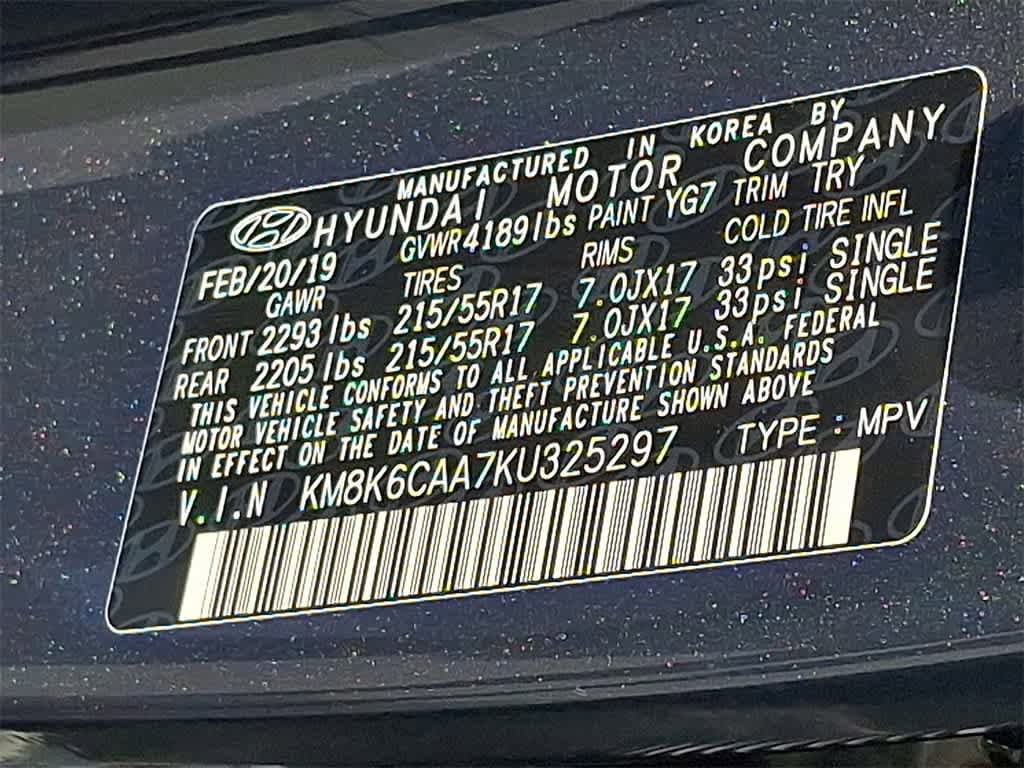 MANUFACTURED IN KOREA BY
HYUNDAI MOTOR COMPANY
FEB/20/19 GVWR 4189lbs PAINT YG7 TRIM TRY
GAWR TIRES RIMS COLD TIRE INFL
FRONT 2293 lbs 215/55R17 7.0JX17 33psi SINGLE
REAR 2205 lbs 215/55R17 7.0JX17 33psi SINGLE
THIS VEHICLE CONFORMS TO ALL APPLICABLE U.S.A. FEDERAL
MOTOR VEHICLE SAFETY AND THEFT PREVENTION STANDARDS
IN EFFECT ON THE DATE OF MANUFACTURE SHOWN ABOVE
V.I.N KM8K6CAA7KU325297 TYPE : MPV